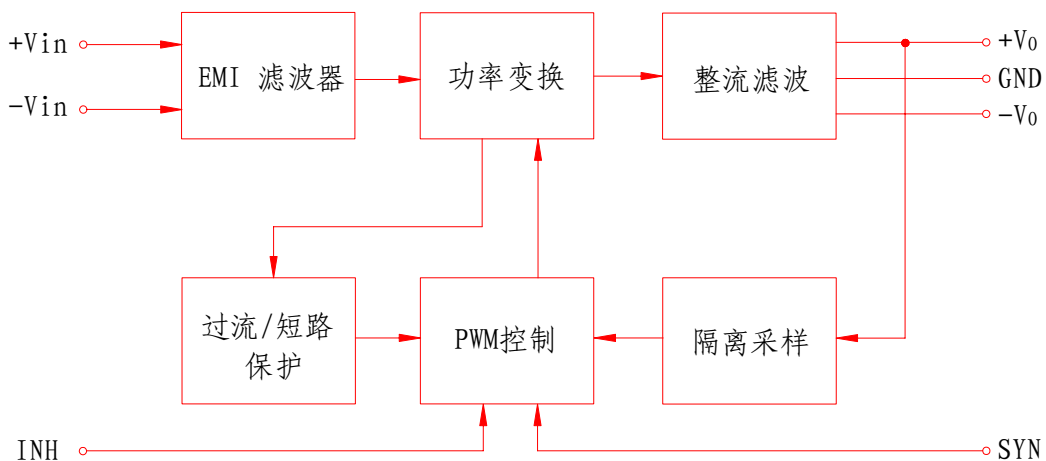 +Vin
-Vin
EMI 滤波器
功率变换
整流滤波
+V₀
GND
-V₀
过流/短路
保护
PWM控制
隔离采样
INH
SYN